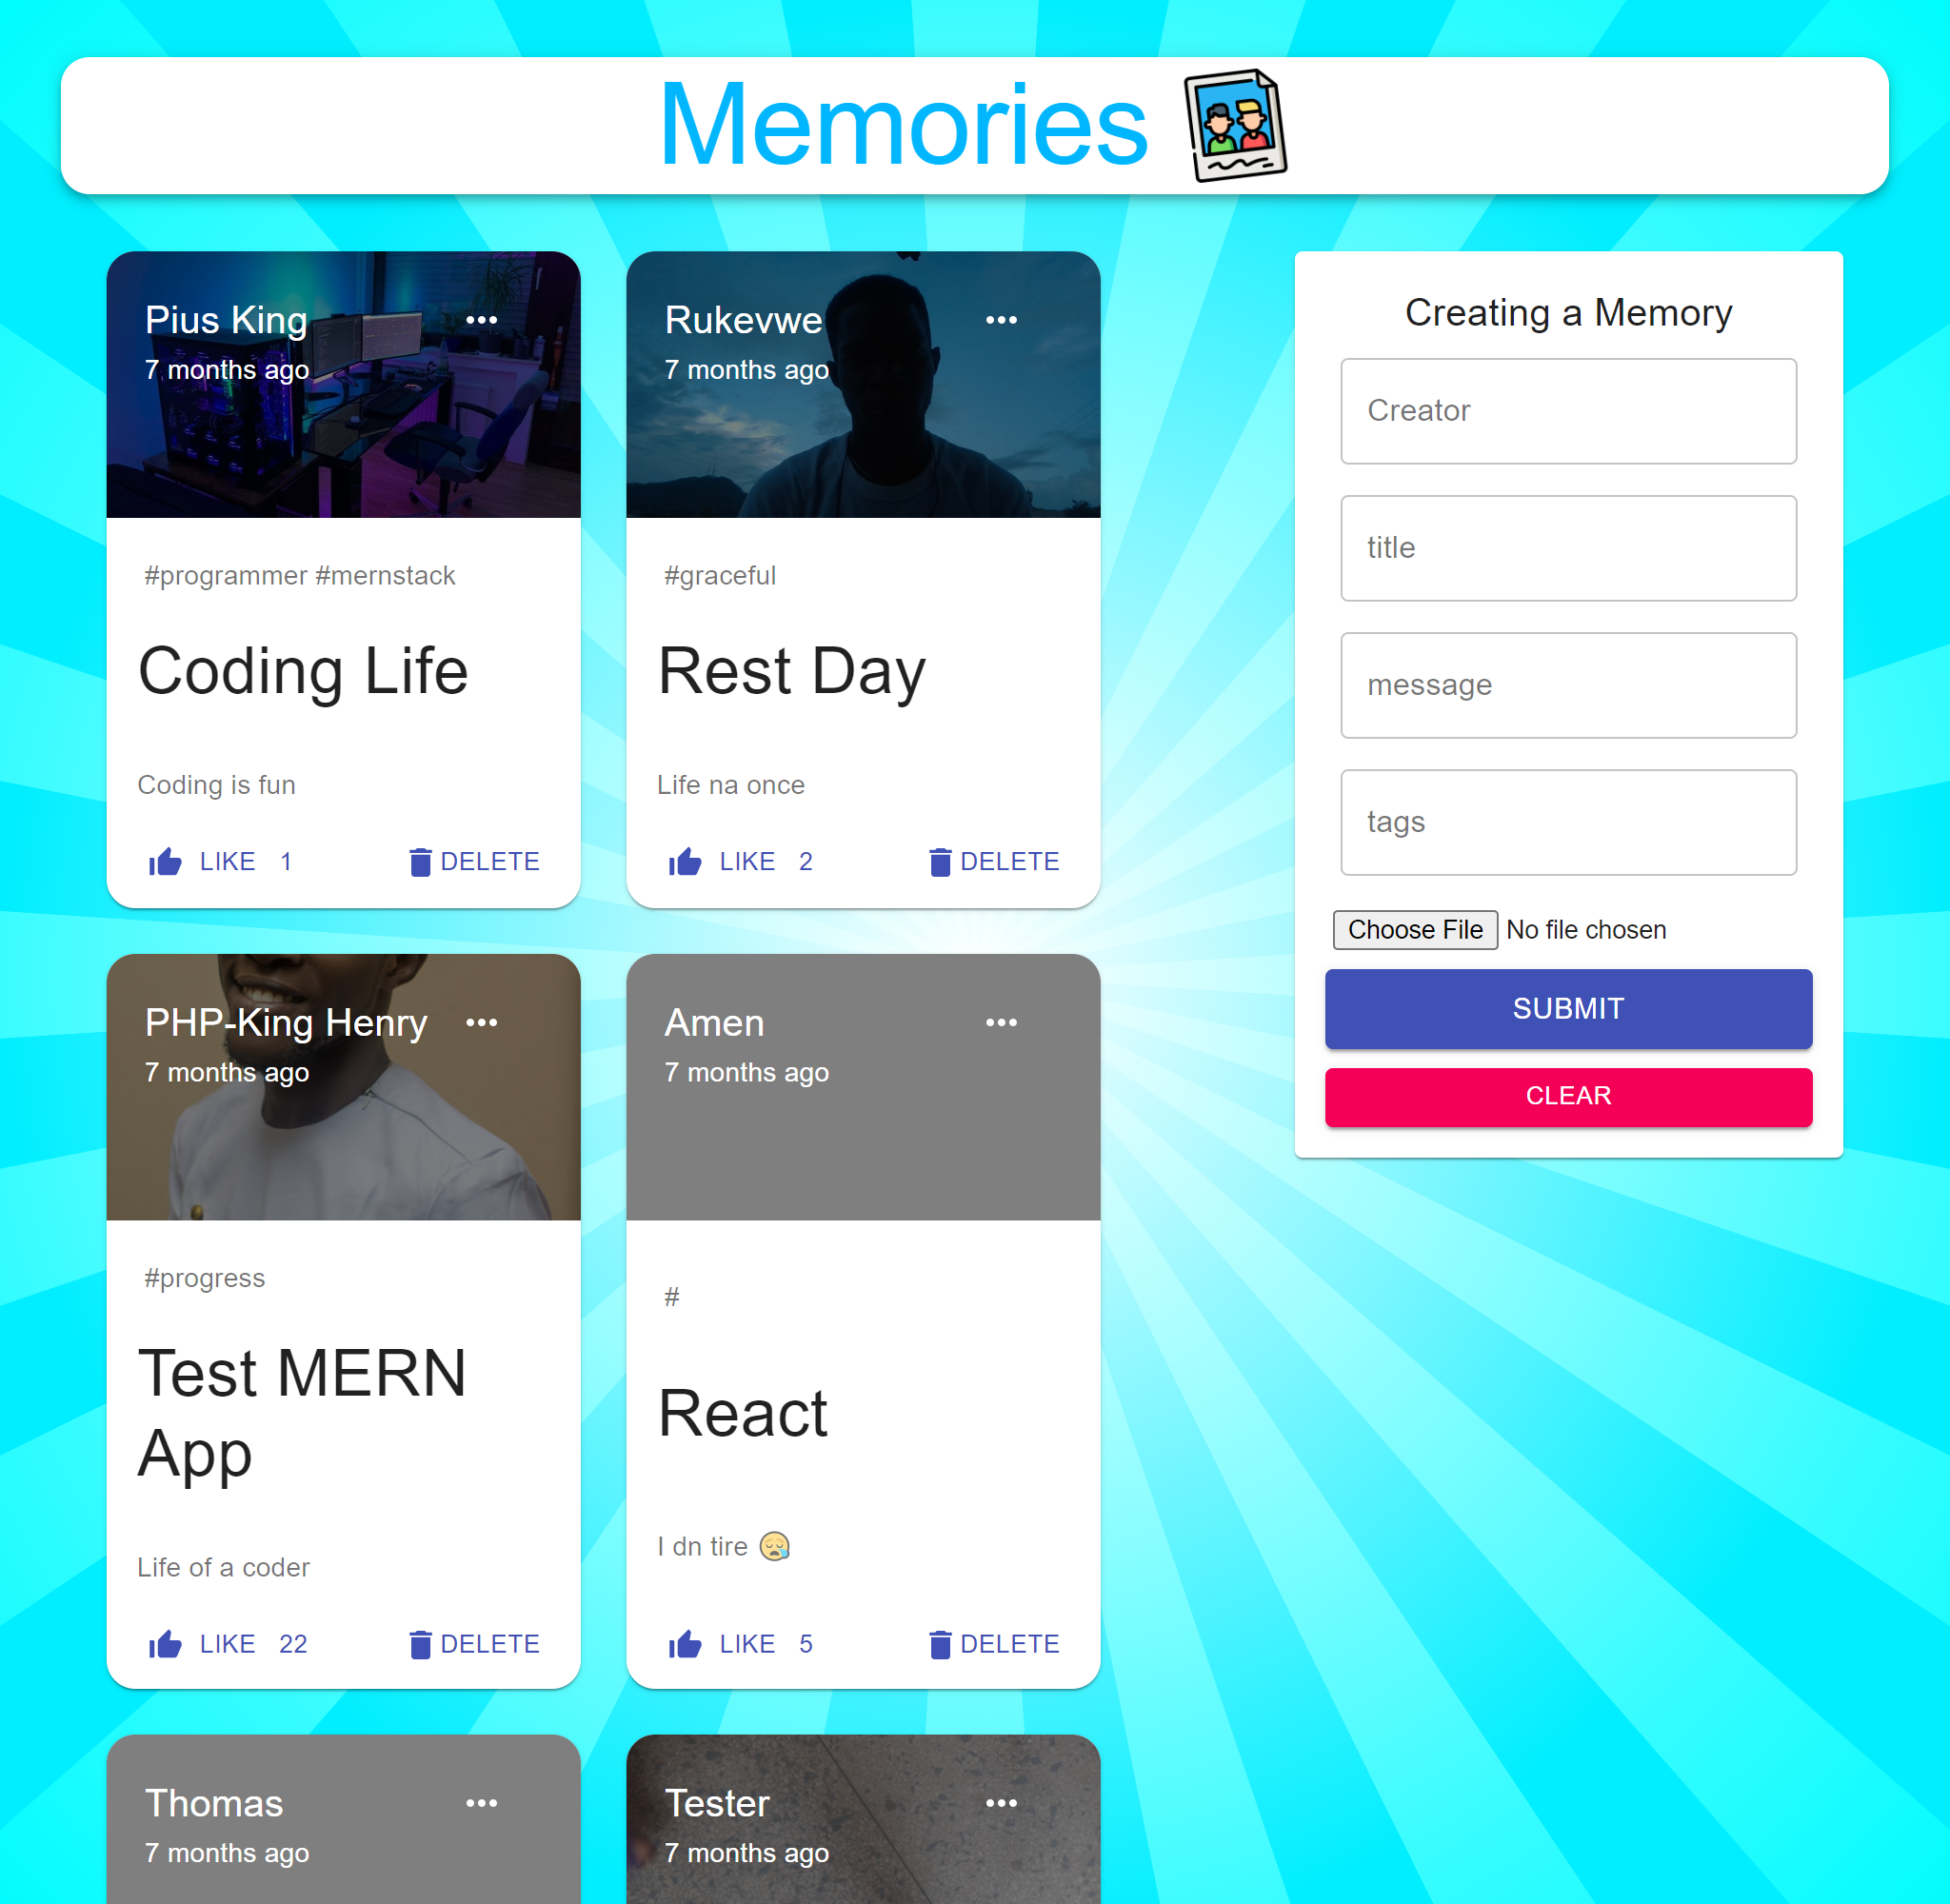 Memories
Pius King
7 months ago
#programmer #mernstack
Coding Life
Coding is fun
LIKE 1
DELETE
Rukevwe
7 months ago
#graceful
Rest Day
Life na once
LIKE 2
DELETE
PHP-King Henry
7 months ago
#progress
Test MERN
App
Life of a coder
LIKE 22
DELETE
Amen
7 months ago
#
React
I dn tire 😪
LIKE 5
DELETE
Thomas
7 months ago
Tester
7 months ago
Creating a Memory
Creator
title
message
tags
Choose File No file chosen
SUBMIT
CLEAR